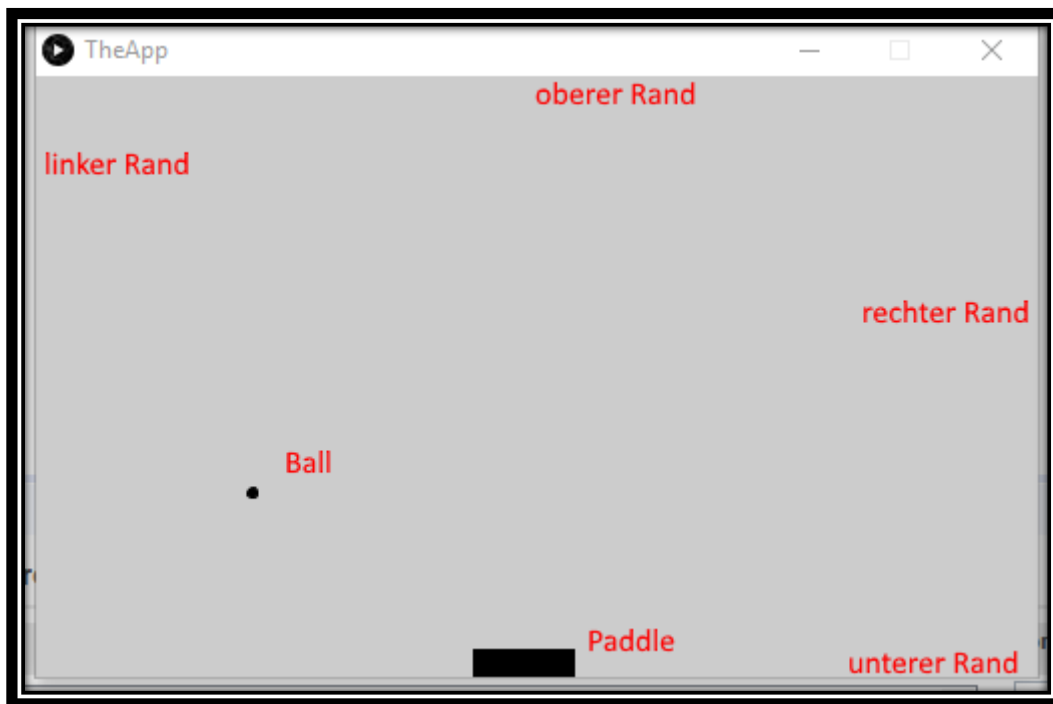 TheApp
oberer Rand
linker Rand
rechter Rand
Ball
Paddle
unterer Rand